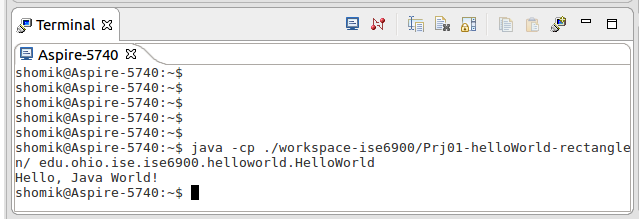 Terminal
Aspire-5740
shomik@Aspire-5740:~$
shomik@Aspire-5740:~$
shomik@Aspire-5740:~$
shomik@Aspire-5740:~$
shomik@Aspire-5740:~$
shomik@Aspire-5740:~$ java -cp ./workspace-ise6900/Prj01-helloWorld-rectangle
n/ edu.ohio.ise.ise6900.helloworld.HelloWorld
Hello, Java World!
shomik@Aspire-5740:~$